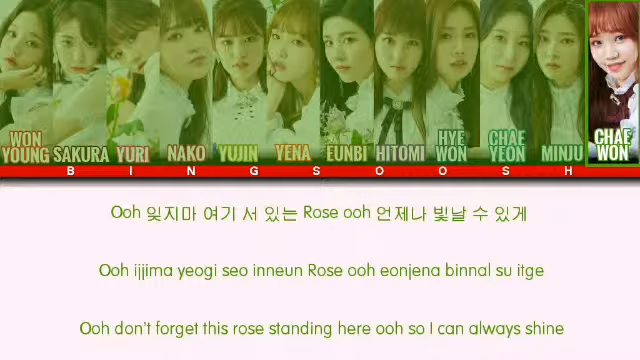 WON YOUNG SAKURA YURI NAKO YUJIN YENA EUNBI HITOMI HYE WON CHAE YEON MINJU CHAE WON
BINGSOOSH
Ooh 잊지마 여기 서 있는 Rose ooh 언제나 빛날 수 있게
Ooh ijjima yeogi seo inneun Rose ooh eonjena binnal su itge
Ooh don't forget this rose standing here ooh so I can always shine